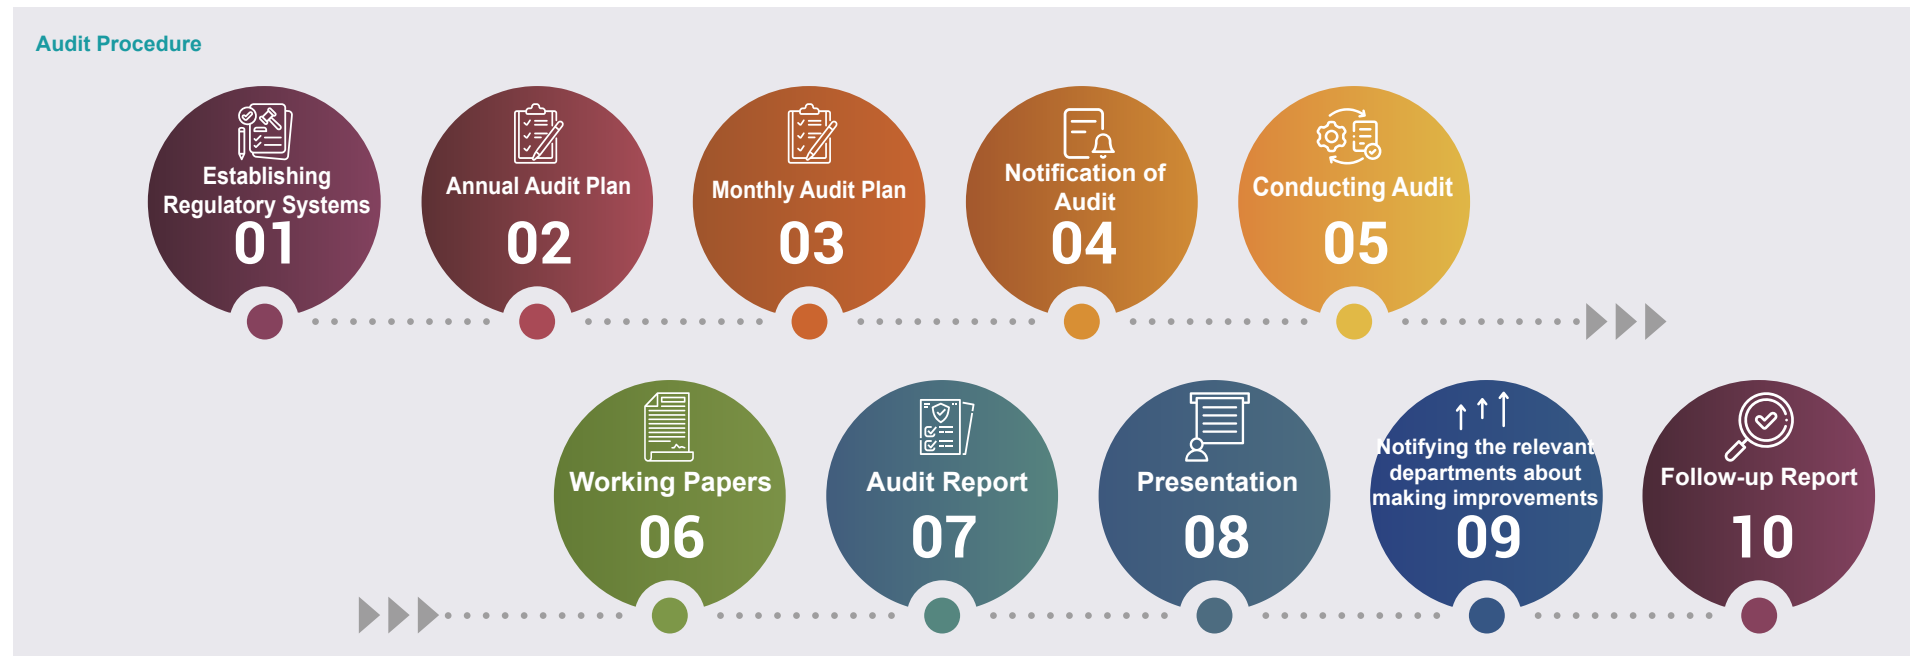 Audit Procedure
Establishing
Regulatory Systems
01
Annual Audit Plan
02
Monthly Audit Plan
03
Notification of
Audit
04
Conducting Audit
05
Working Papers
06
Audit Report
07
Presentation
08
Notifying the relevant
departments about
making improvements
09
Follow-up Report
10